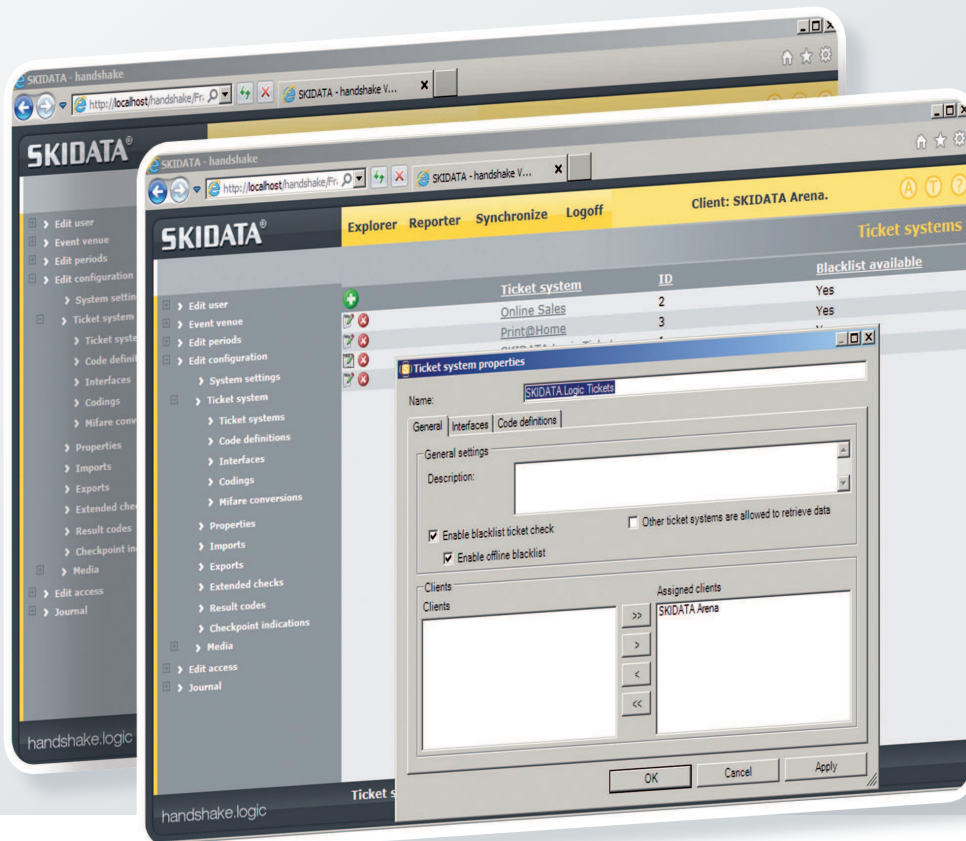 SKIDATA - handshake
http://localhost/handshake/Fr
SKIDATA - handshake V...
SKIDATA®
Edit user
Event venue
Edit periods
Edit configuration
System settin
Ticket system
Ticket syste
Code definit
Interfaces
Codings
Mifare conv
Properties
Imports
Exports
Extended che
Result codes
Checkpoint in
Media
Edit access
Journal
handshake.logic
SKIDATA - handshake
http://localhost/handshake/Fr
SKIDATA - handshake V...
SKIDATA®
Explorer Reporter Synchronize Logoff
Client: SKIDATA Arena.
A T ?
Ticket systems
Edit user
Event venue
Edit periods
Edit configuration
System settings
Ticket system
Ticket systems
Code definitions
Interfaces
Codings
Mifare conversions
Properties
Imports
Exports
Extended checks
Result codes
Checkpoint indications
Media
Edit access
Journal
Ticket system ID Blacklist available
Online Sales 2 Yes
Print@Home 3 Yes
Ticket system properties
Name: SKIDATA Logic Tickets
General Interfaces Code definitions
General settings
Description:
Enable blacklist ticket check
Other ticket systems are allowed to retrieve data
Enable offline blacklist
Clients
Clients
Assigned clients
SKIDATA Arena
>>
>
<
<<
OK Cancel Apply
Ticket s
handshake.logic